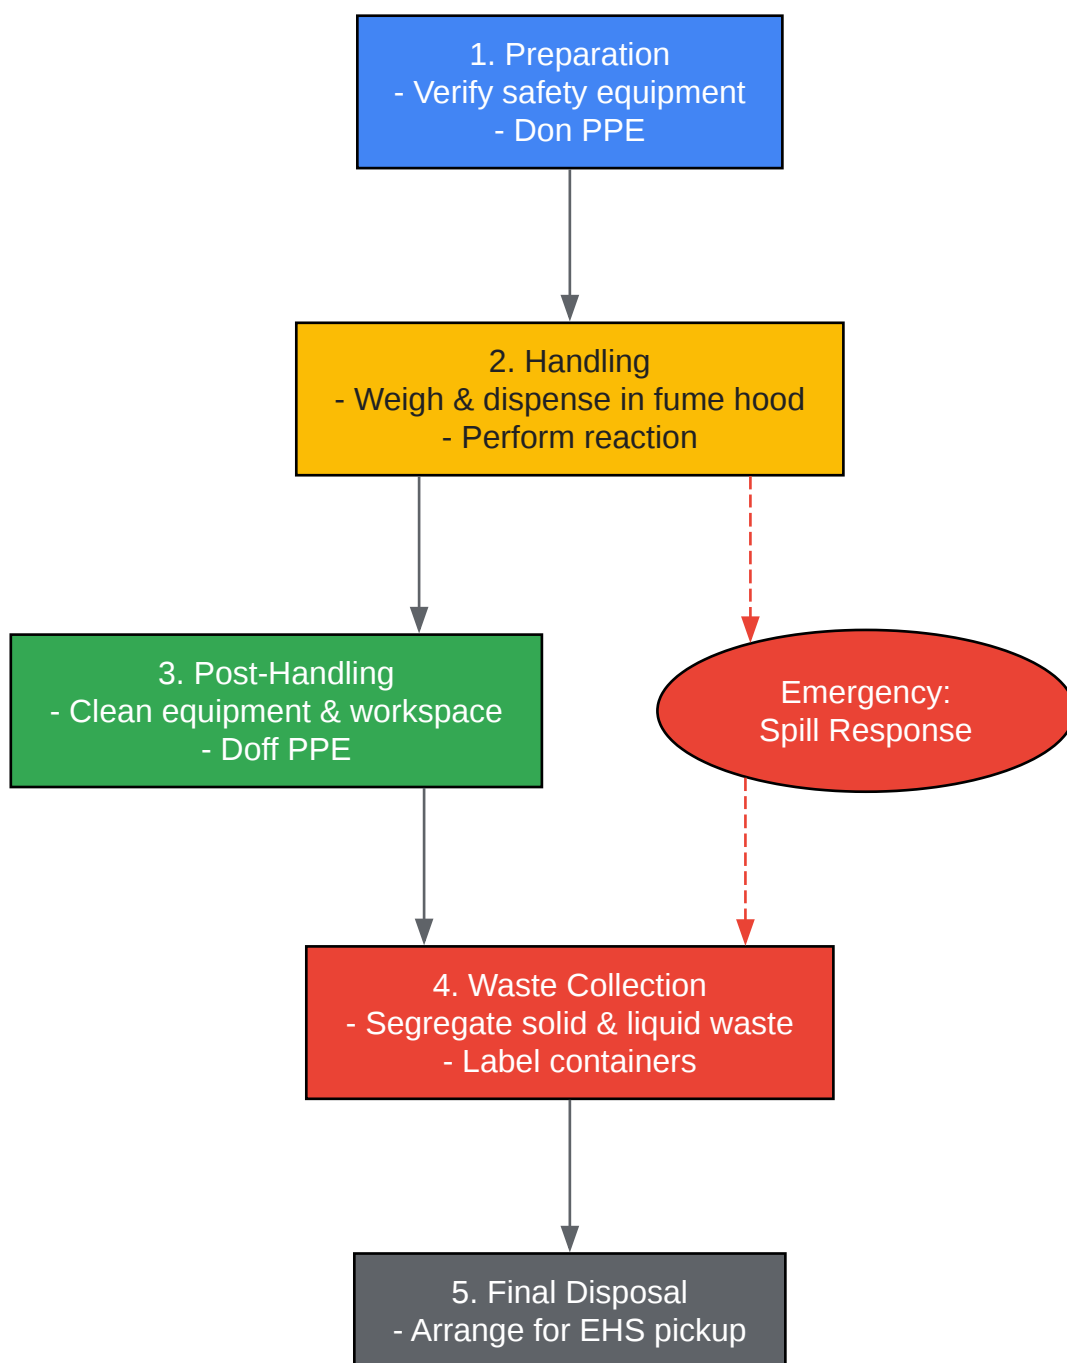 1. Preparation
- Verify safety equipment
- Don PPE
2. Handling
- Weigh & dispense in fume hood
- Perform reaction
3. Post-Handling
- Clean equipment & workspace
- Doff PPE
Emergency:
Spill Response
4. Waste Collection
- Segregate solid & liquid waste
- Label containers
5. Final Disposal
- Arrange for EHS pickup